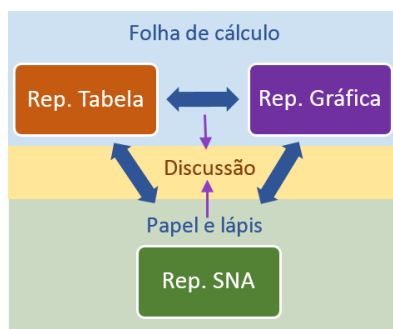 Folha de cálculo
Rep. Tabela
Rep. Gráfica
Discussão
Papel e lápis
Rep. SNA